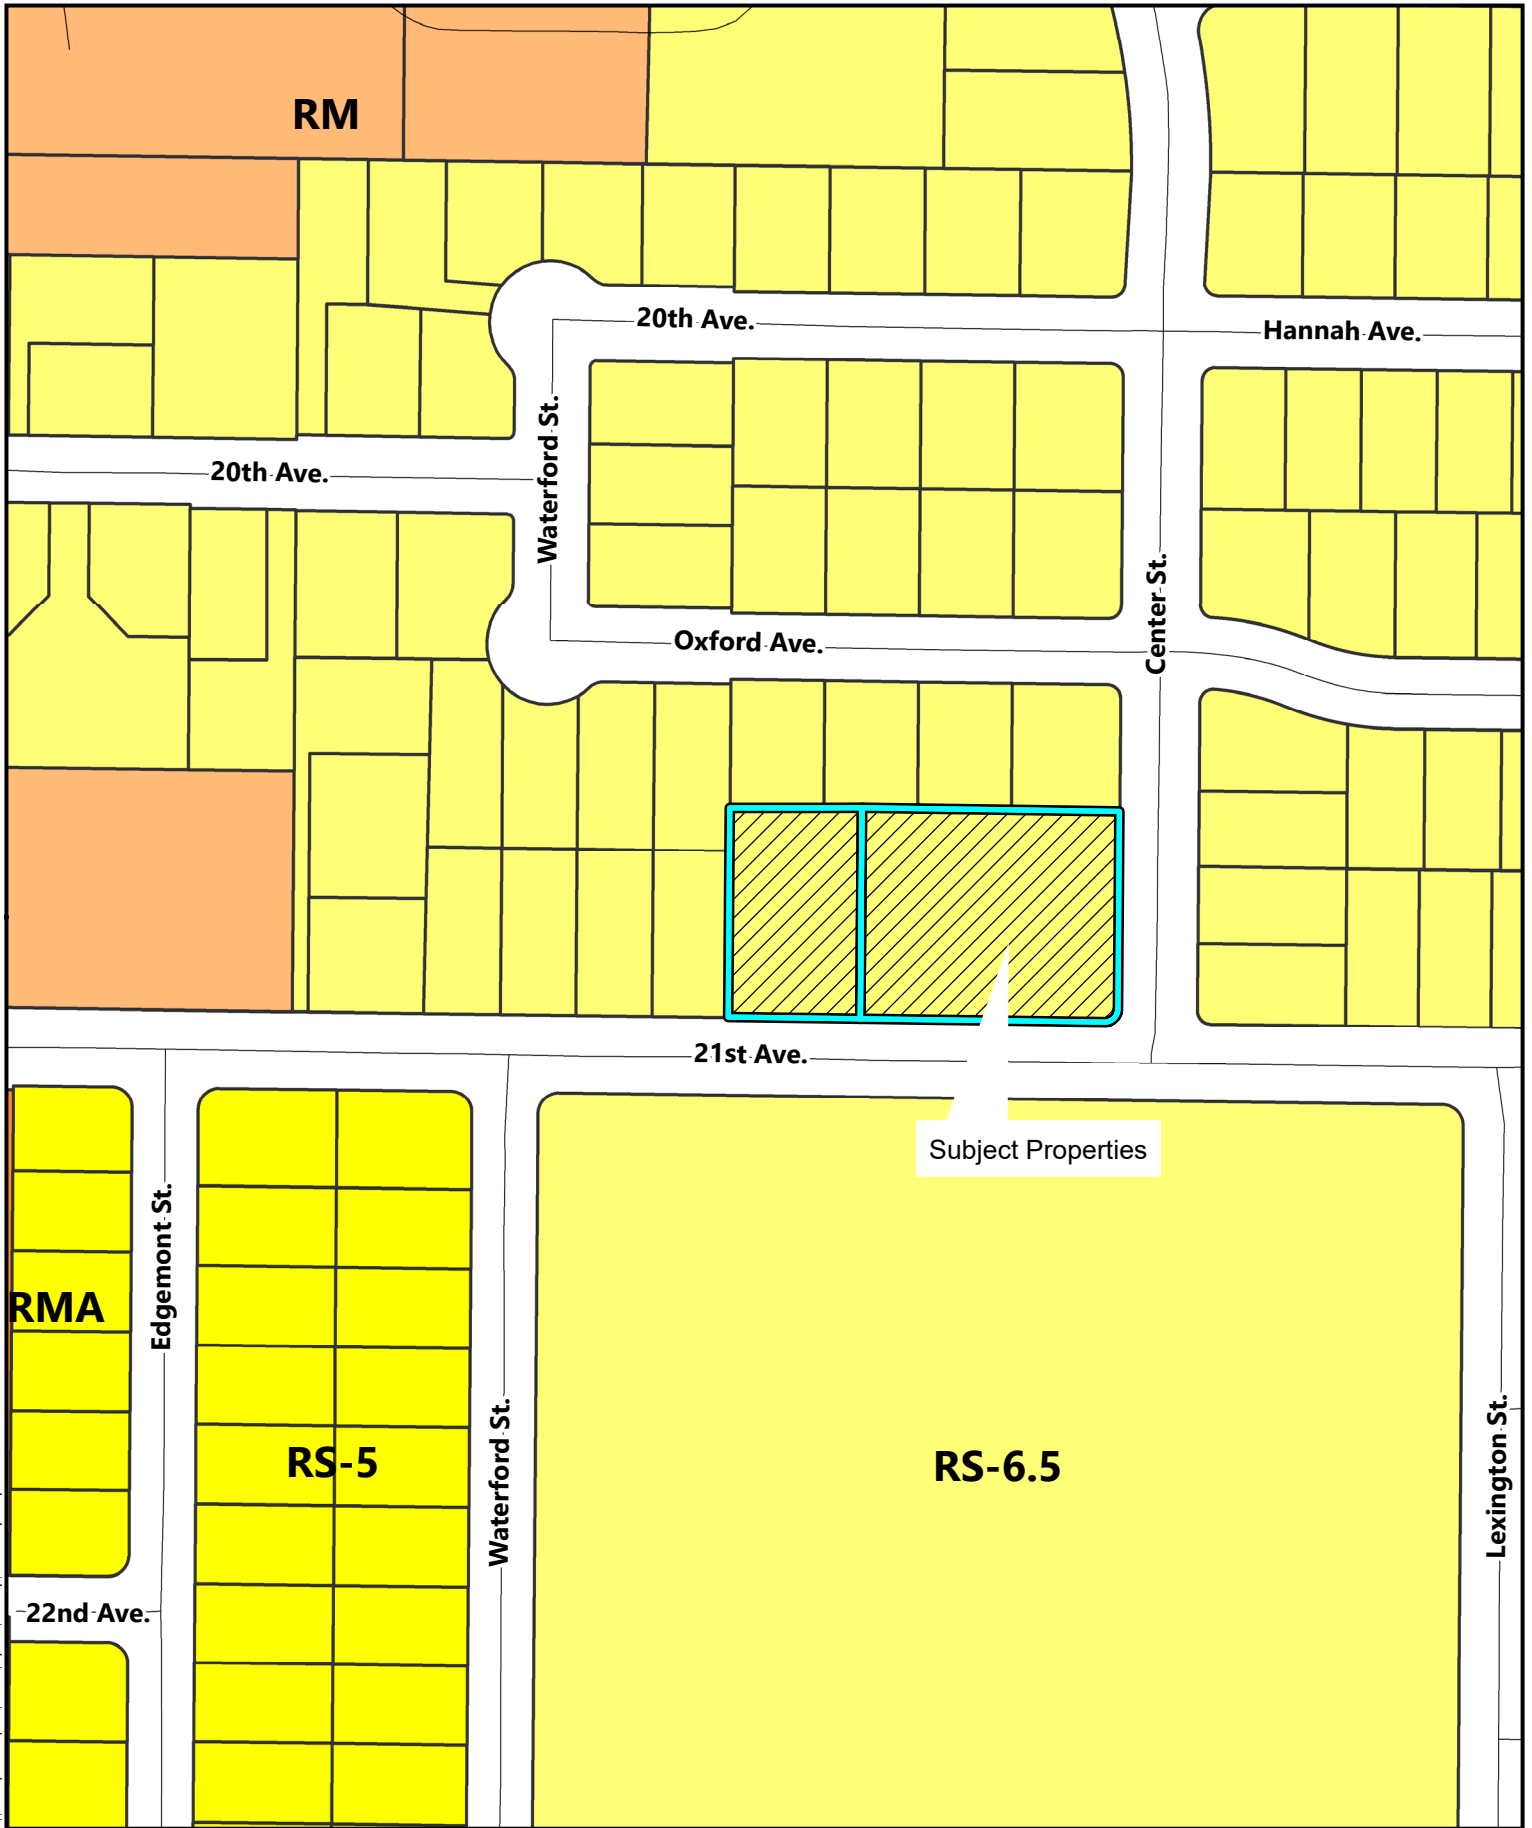 RM
20th Ave.
Hannah Ave.
Waterford St.
20th Ave.
Center St.
Oxford Ave.
21st Ave.
Subject Properties
Edgemont St.
RMA
Waterford St.
Lexington St.
RS-5
RS-6.5
22nd Ave.